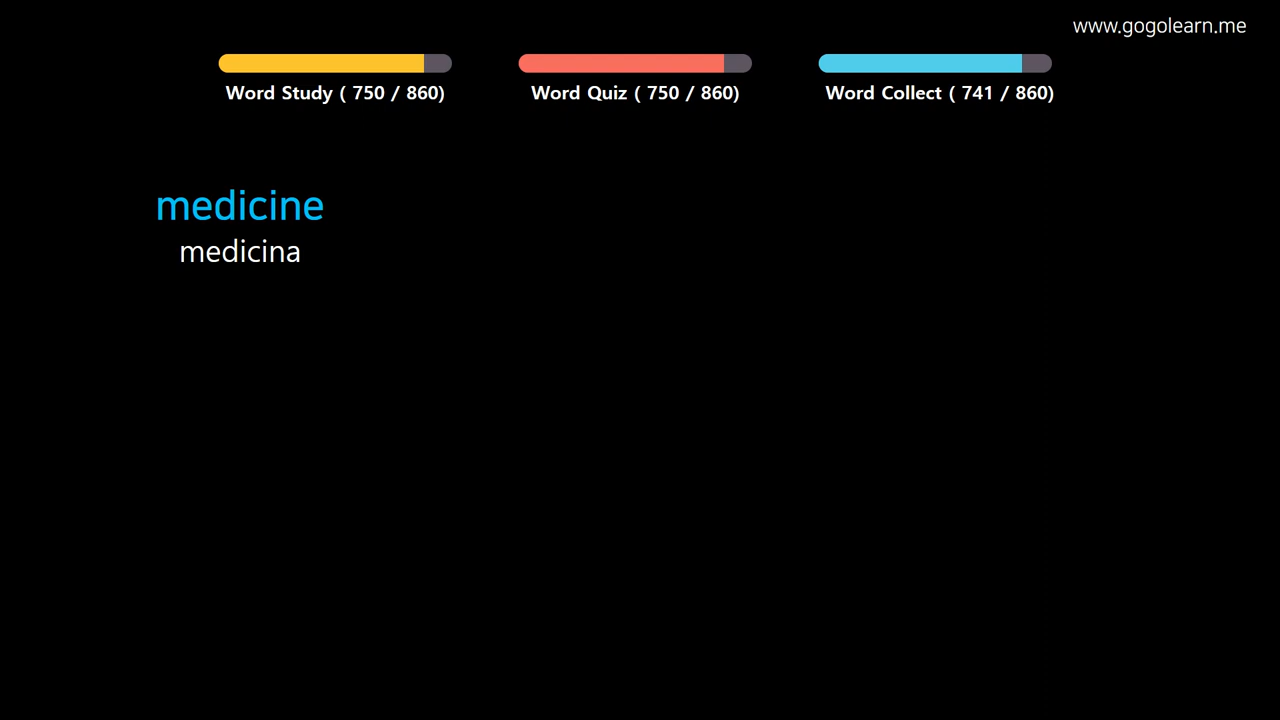 www.gogolearn.me
Word Study ( 750 / 860)
Word Quiz ( 750 / 860)
Word Collect ( 741 / 860)
medicine
medicina